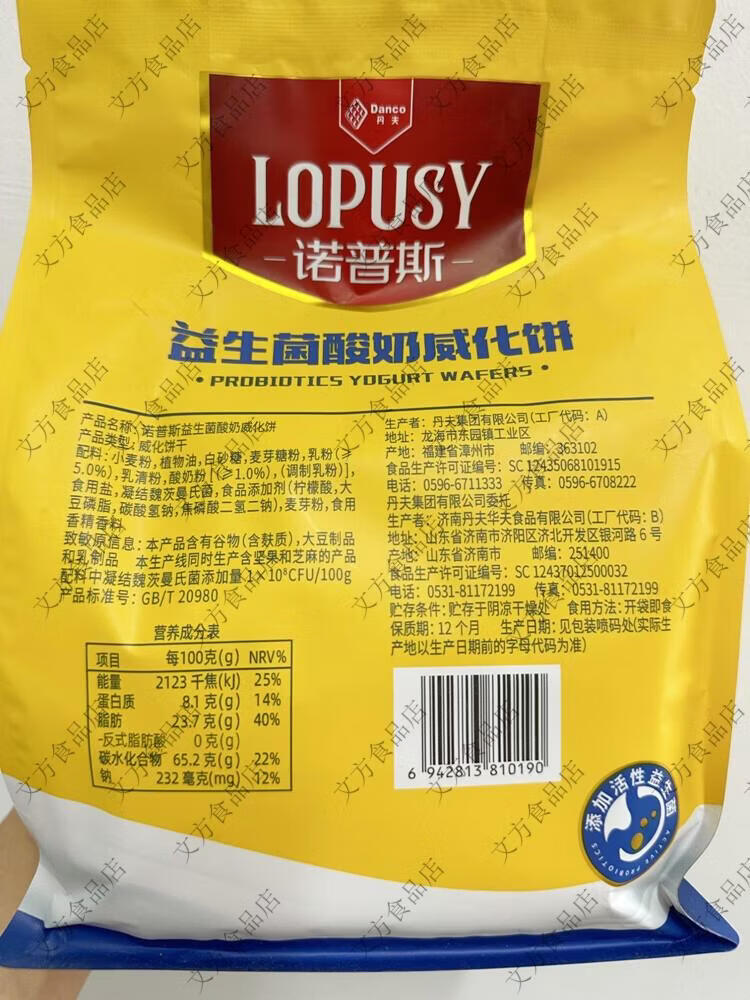 Danco
丹夫
LOPUSY
诺普斯
益生菌酸奶威化饼
• PROBIOTICS YOGURT WAFERS •
产品名称：诺普斯益生菌酸奶威化饼
产品类型：威化饼干
配料：小麦粉，植物油，白砂糖，麦芽糖粉，乳粉（≥
5.0%），乳清粉，酸奶粉［（≥1.0%），（调制乳粉）］，
食用盐，凝结魏茨曼氏菌，食品添加剂（柠檬酸，大
豆磷脂，碳酸氢钠，焦磷酸二氢二钠），麦芽粉，食用
香精香料
致敏原信息：本产品含有谷物（含麸质），大豆制品
和乳制品 本生产线同时生产含坚果和芝麻的产品
配料中凝结魏茨曼氏菌添加量1×10⁸CFU/100g
产品标准号：GB/T 20980
营养成分表
项目 每100克(g) NRV%
能量 2123 千焦(kJ) 25%
蛋白质 8.1 克(g) 14%
脂肪 23.7 克(g) 40%
-反式脂肪酸 0 克(g)
碳水化合物 65.2 克(g) 22%
钠 232 毫克(mg) 12%
生产者：丹夫集团有限公司(工厂代码：A)
地址：龙海市东园镇工业区
产地：福建省漳州市 邮编：363102
食品生产许可证编号：SC 12435068101915
电话：0596-6711333 传真：0596-6708222
丹夫集团有限公司委托
生产者：济南丹夫华夫食品有限公司(工厂代码：B)
地址：山东省济南市济阳区济北开发区银河路 6 号
产地：山东省济南市 邮编：251400
食品生产许可证编号：SC 12437012500032
电话：0531-81172199 传真：0531-81172199
贮存条件：贮存于阴凉干燥处 食用方法：开袋即食
保质期：12 个月 生产日期：见包装喷码处(实际生
产地以生产日期前的字母代码为准)
6 942813 810190
添加活性益生菌
ACTIVE PROBIOTICS
文方食品店